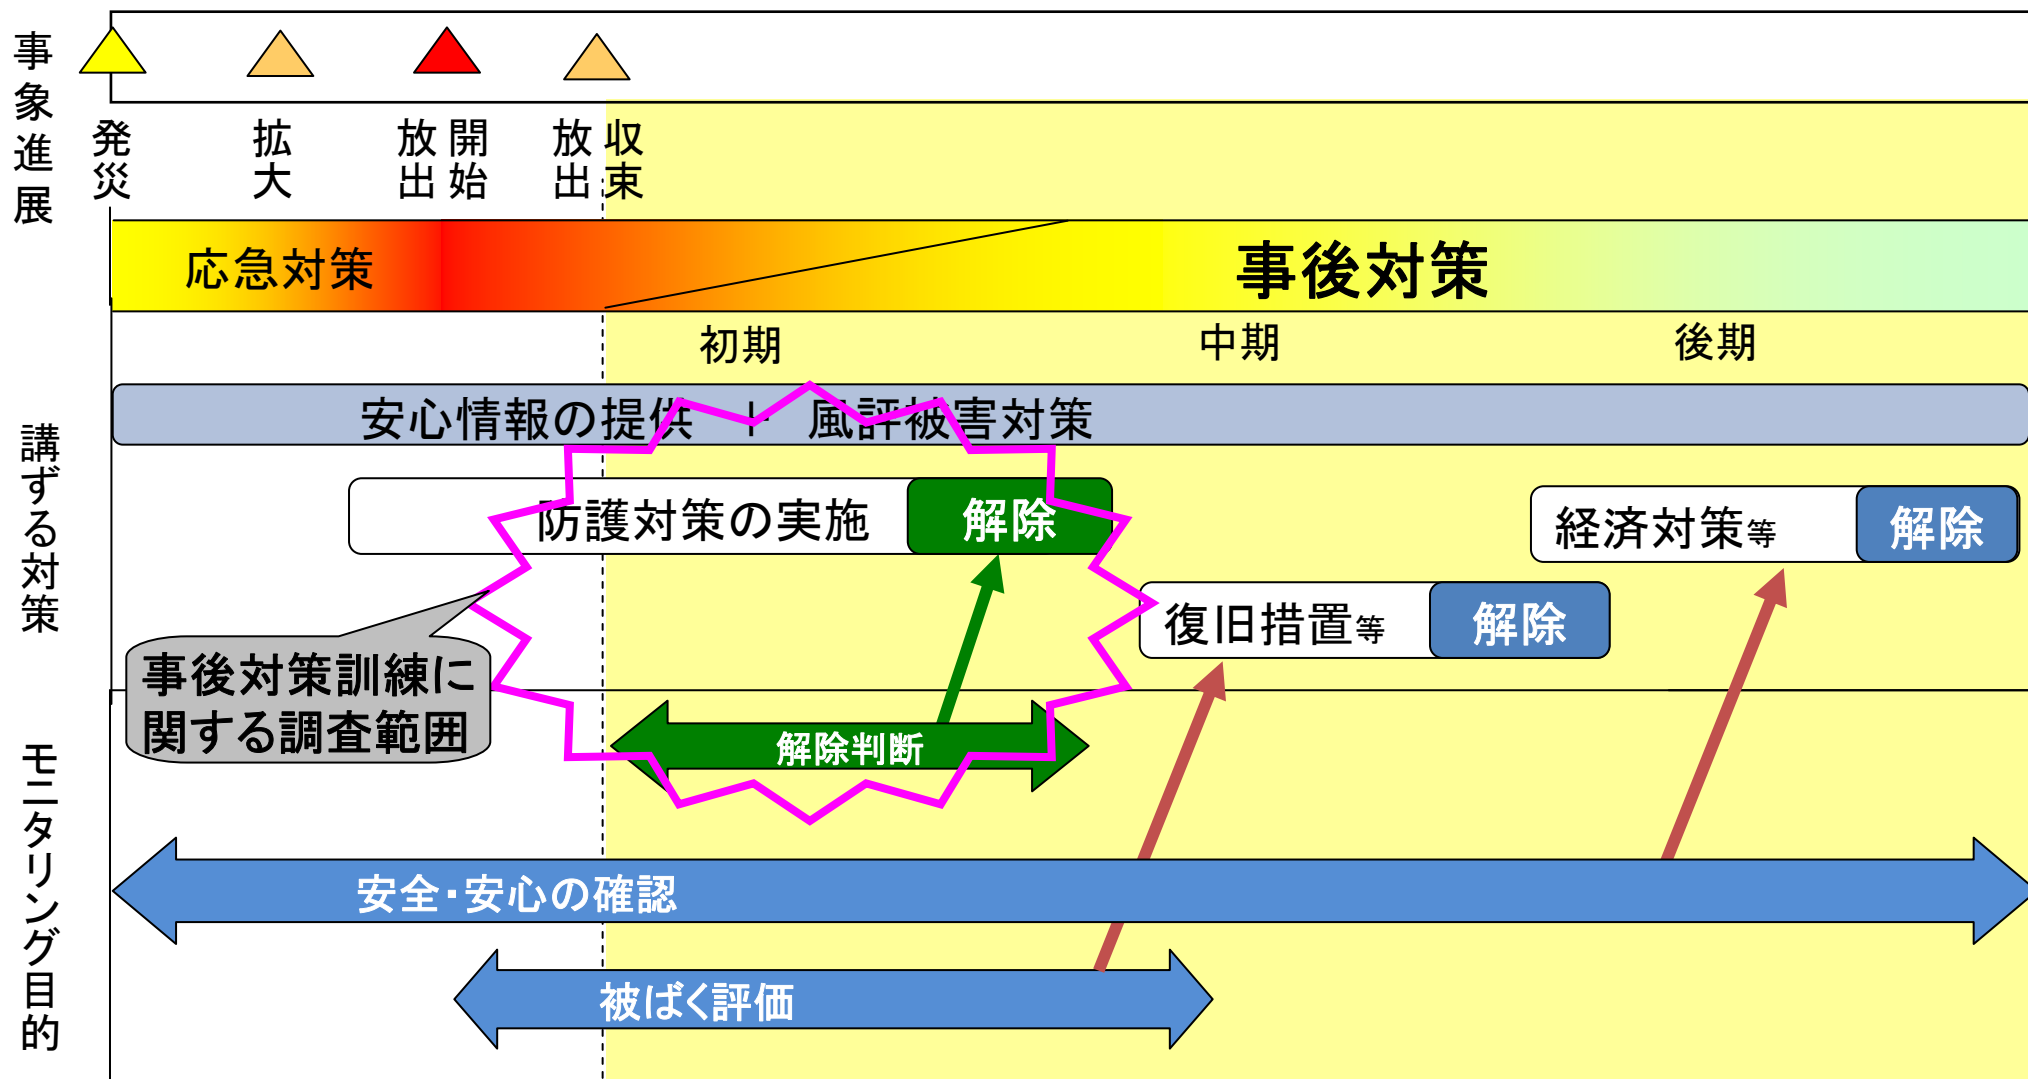 事象進展
発災
拡大
放出開始
放出収束
応急対策
事後対策
初期
中期
後期
講ずる対策
安心情報の提供 + 風評被害対策
防護対策の実施
解除
経済対策等
解除
復旧措置等
解除
事後対策訓練に
関する調査範囲
モニタリング目的
解除判断
安全・安心の確認
被ばく評価